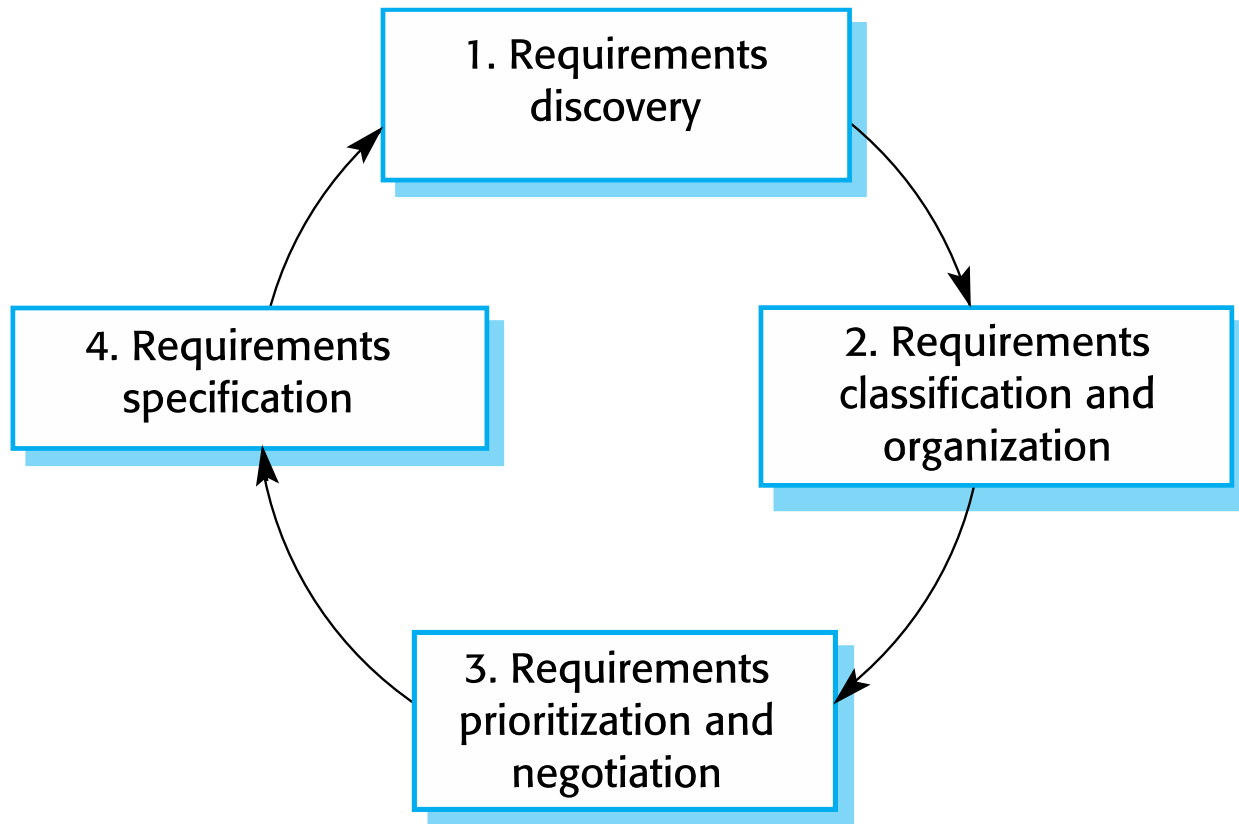 1. Requirements
discovery
2. Requirements
classification and
organization
3. Requirements
prioritization and
negotiation
4. Requirements
specification